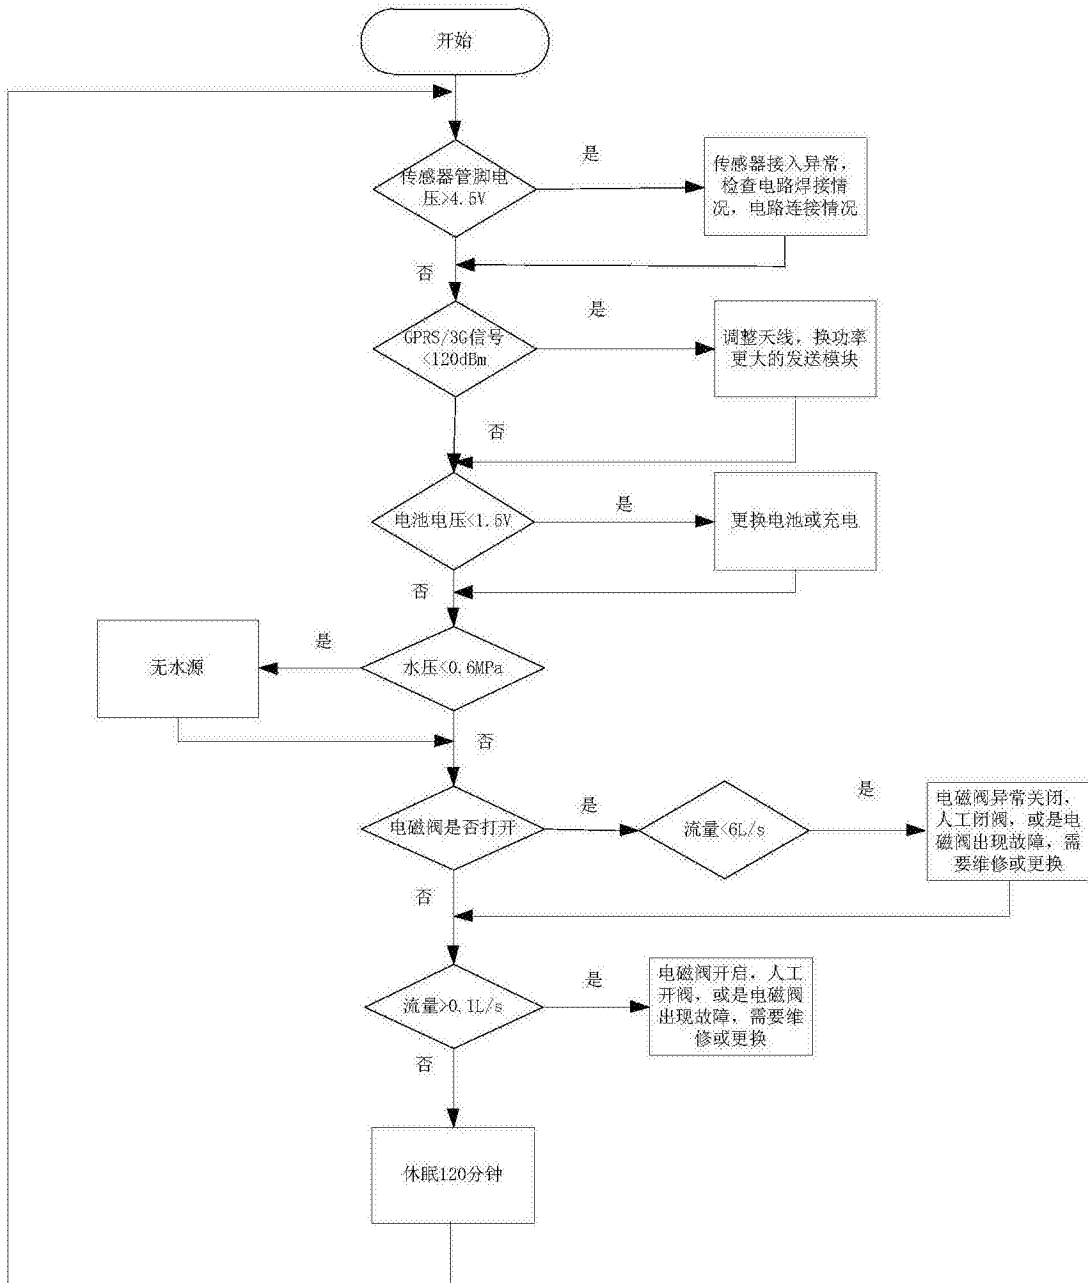 开始
传感器管脚电
压>4.5V
是
传感器接入异常，
检查电路焊接情
况，电路连接情况
否
GPRS/3G信号
<120dBm
是
调整天线，换功率
更大的发送模块
否
电池电压<1.5V
是
更换电池或充电
否
水压<0.6MPa
是
无水源
否
电磁阀是否打开
是
流量<6L/s
是
电磁阀异常关闭，
人工闭阀，或是电
磁阀出现故障，需
要维修或更换
否
流量>0.1L/s
是
电磁阀开启，人工
开阀，或是电磁阀
出现故障，需要维
修或更换
否
休眠120分钟